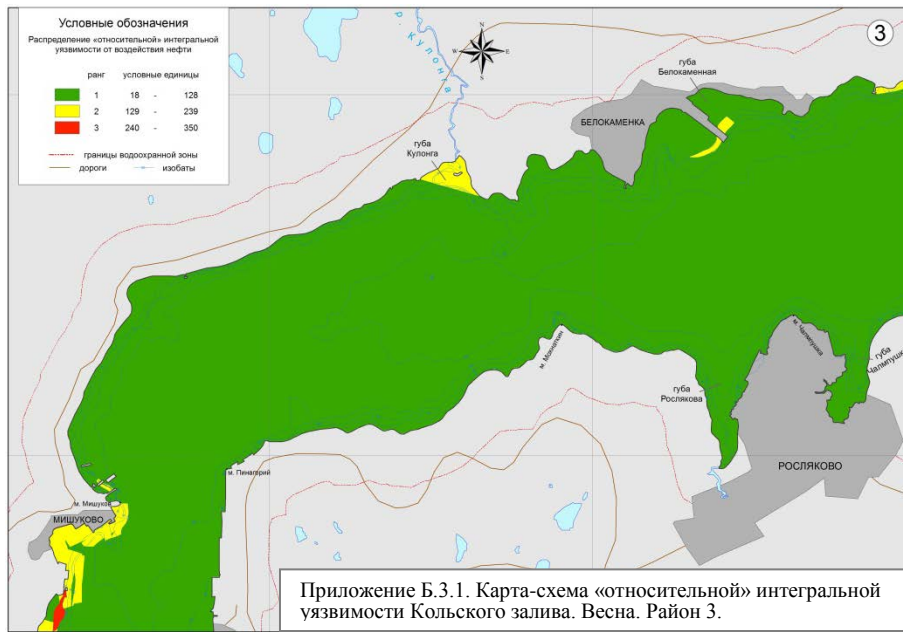 Условные обозначения
Распределение «относительной» интегральной
уязвимости от воздействия нефти
ранг условные единицы
1 18 - 128
2 129 - 239
3 240 - 350
границы водоохранной зоны
дороги изобаты
3
р. Кулонга
N
W E
S
губа
Белокаменная
БЕЛОКАМЕНКА
губа
Кулонга
м. Мохнаткин
м. Чалмпушка
губа
Чалмпушка
губа
Рослякова
РОСЛЯКОВО
м. Пинагорий
м. Мишуков
МИШУКОВО
Приложение Б.3.1. Карта-схема «относительной» интегральной
уязвимости Кольского залива. Весна. Район 3.